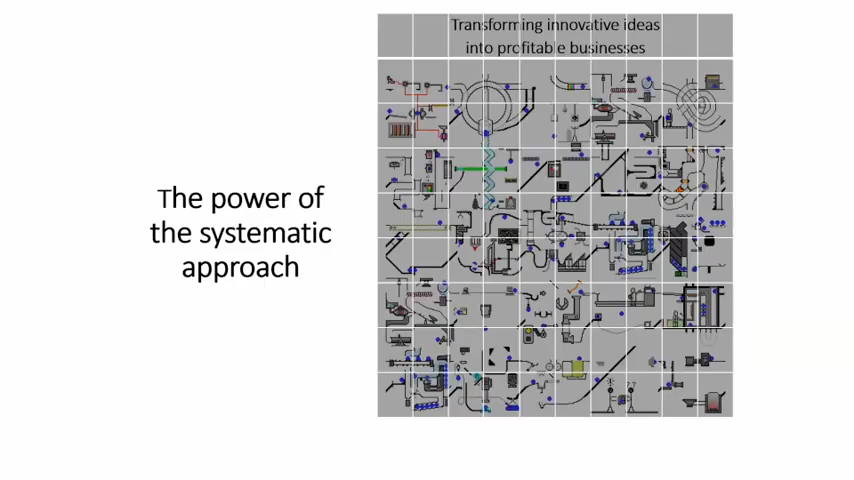 The power of
the systematic
approach
Transforming innovative ideas
into profitable businesses